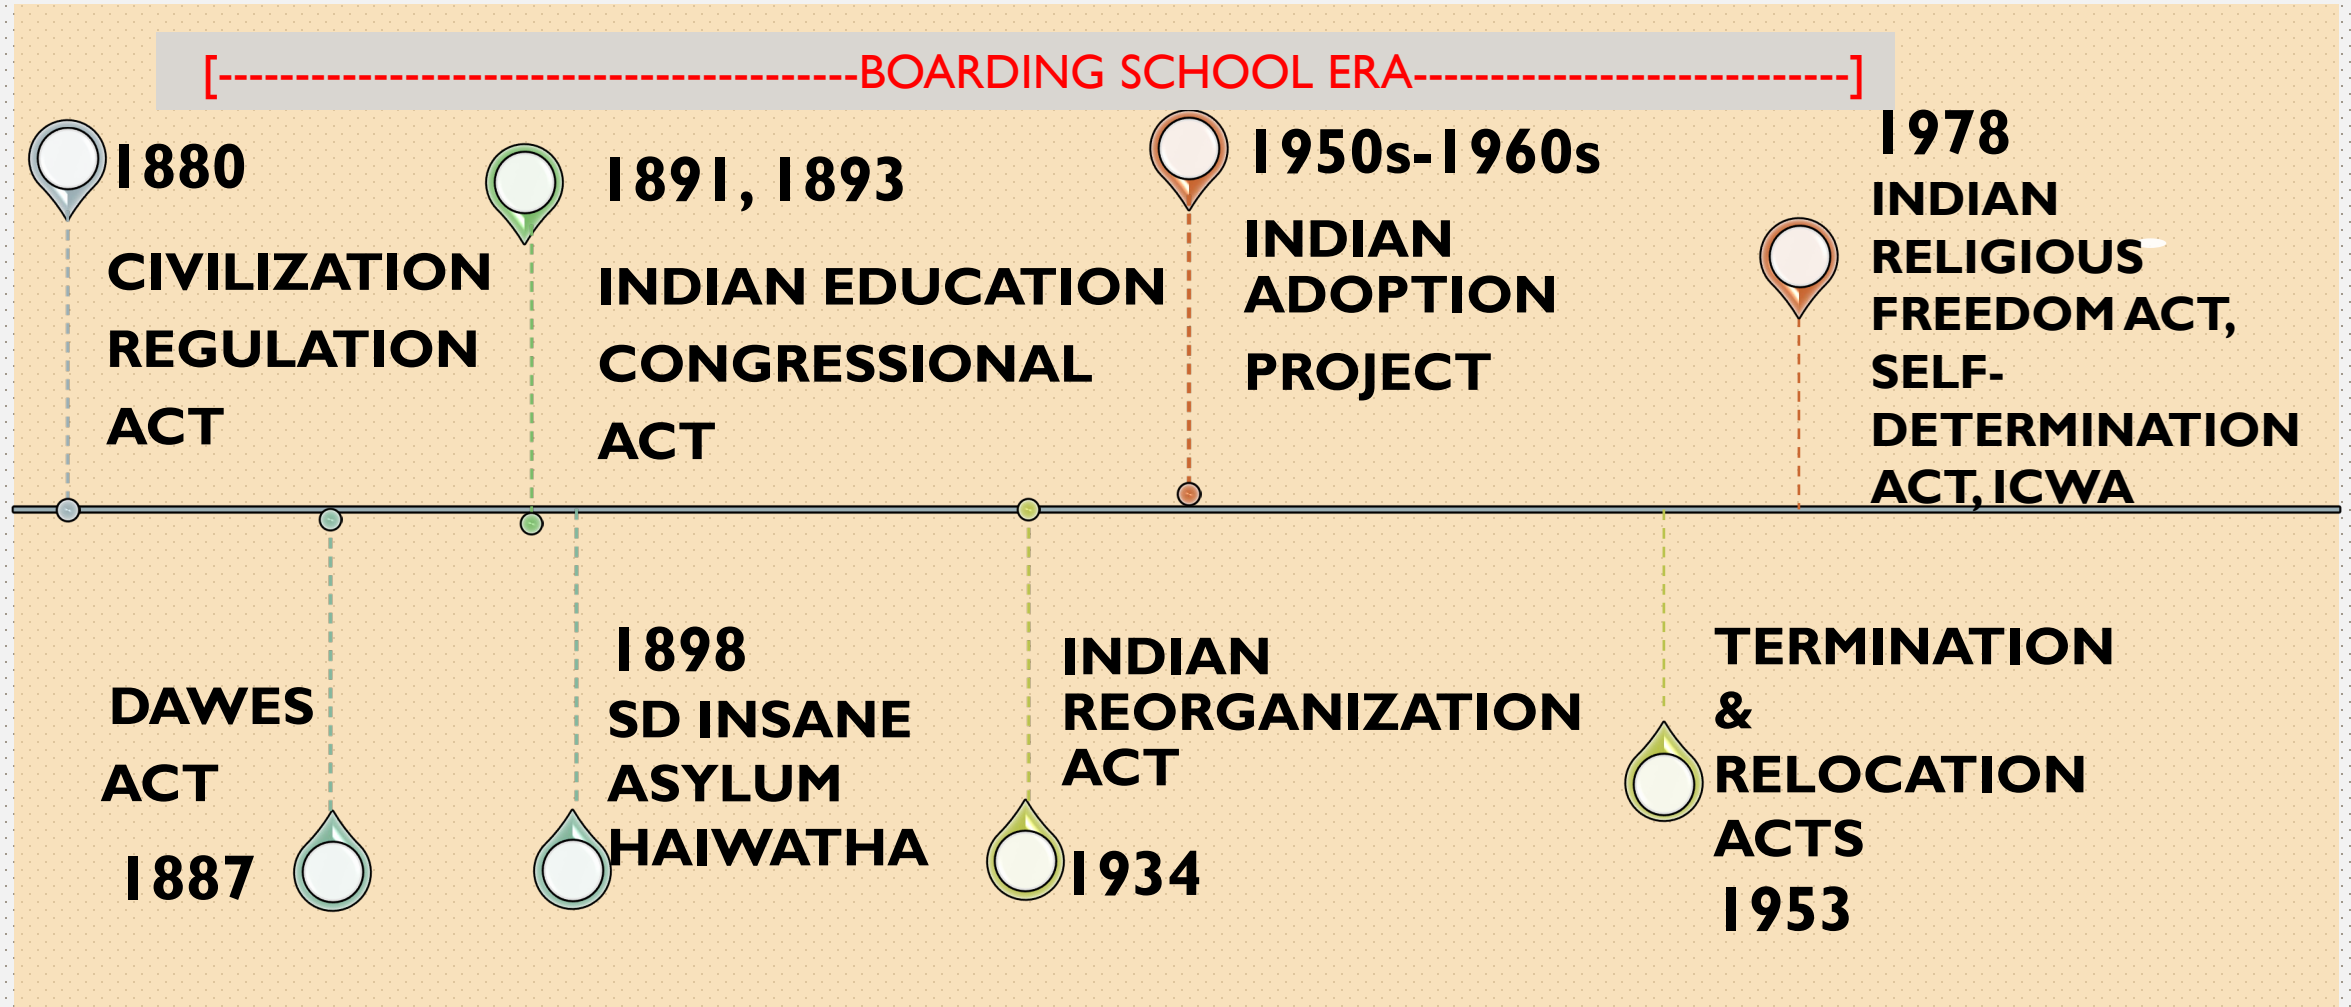 [------------------------------------------BOARDING SCHOOL ERA----------------------------]
1880
CIVILIZATION
REGULATION
ACT
1891, 1893
INDIAN EDUCATION
CONGRESSIONAL
ACT
1950s-1960s
INDIAN
ADOPTION
PROJECT
1978
INDIAN
RELIGIOUS
FREEDOM ACT,
SELF-
DETERMINATION
ACT, ICWA
DAWES
ACT
1887
1898
SD INSANE
ASYLUM
HAIWATHA
INDIAN
REORGANIZATION
ACT
1934
TERMINATION
&
RELOCATION
ACTS
1953